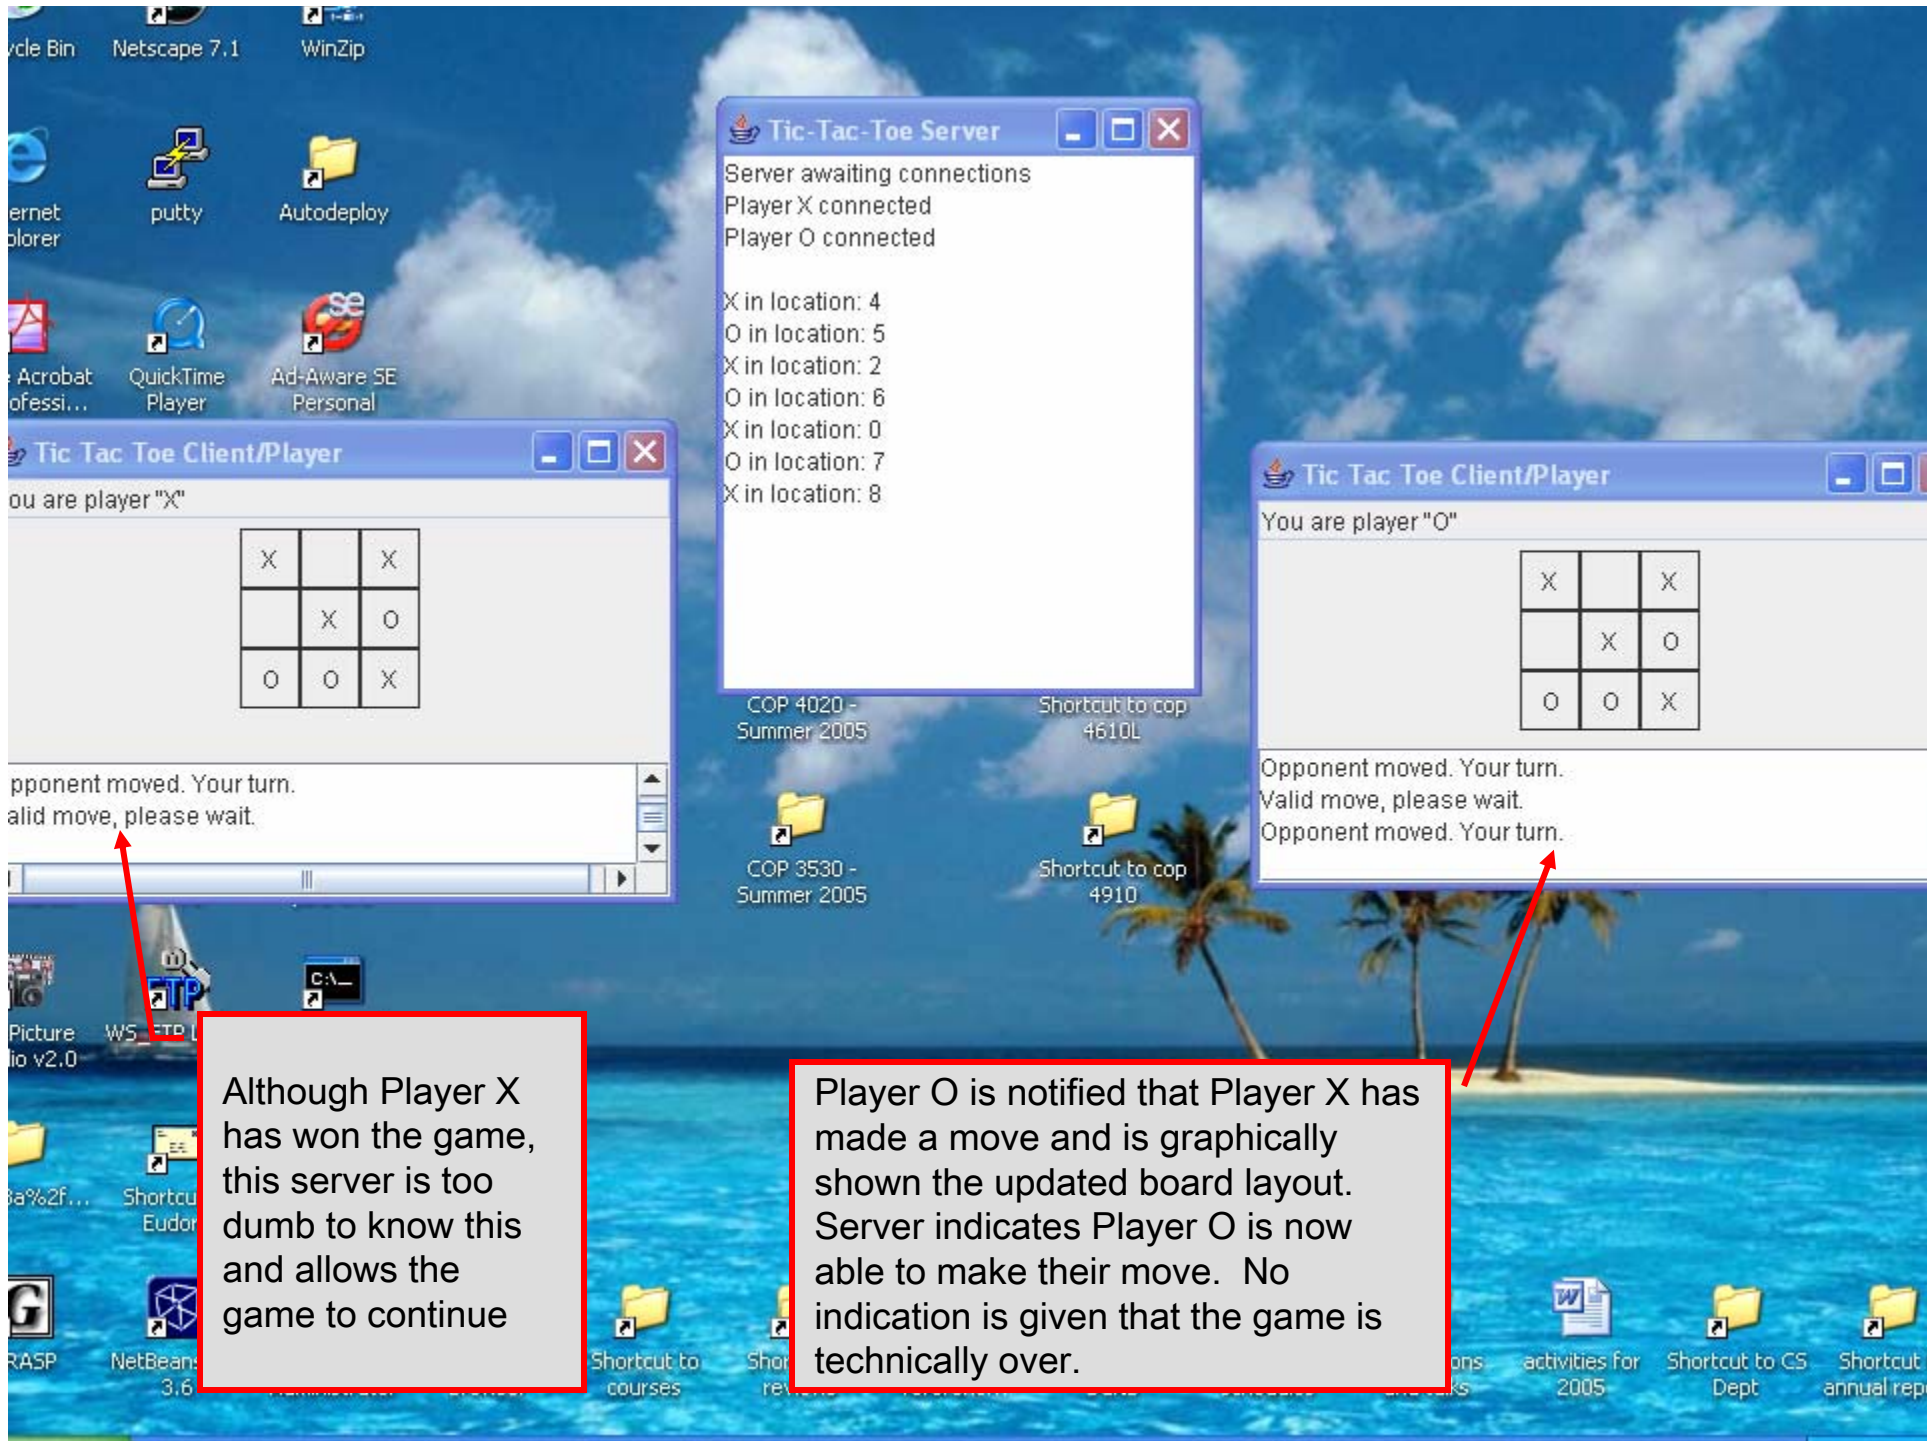 Netscape 7.1
WinZip
cle Bin
putty
Autodeploy
ernet
plorer
SE
Acrobat
ofessi...
QuickTime
Player
Ad-Aware SE
Personal
Tic-Tac-Toe Server
Server awaiting connections
Player X connected
Player O connected
X in location: 4
O in location: 5
X in location: 2
O in location: 6
X in location: 0
O in location: 7
X in location: 8
Tic Tac Toe Client/Player
ou are player "X"
X X
X O
O O X
pponent moved. Your turn.
alid move, please wait.
Tic Tac Toe Client/Player
You are player "O"
X X
X O
O O X
Opponent moved. Your turn.
Valid move, please wait.
Opponent moved. Your turn.
COP 4020 -
Summer 2005
Shortcut to cop
4610L
COP 3530 -
Summer 2005
Shortcut to cop
4910
C:\_
Picture
io v2.0
WS_FTP L
Although Player X
has won the game,
this server is too
dumb to know this
and allows the
game to continue
Player O is notified that Player X has
made a move and is graphically
shown the updated board layout.
Server indicates Player O is now
able to make their move. No
indication is given that the game is
technically over.
3a%2f...
Shortcu
Eudor
G
RASP
NetBeans
3.6
Shortcut to
courses
W
activities for
2005
Shortcut to CS
Dept
Shortcut
annual rep